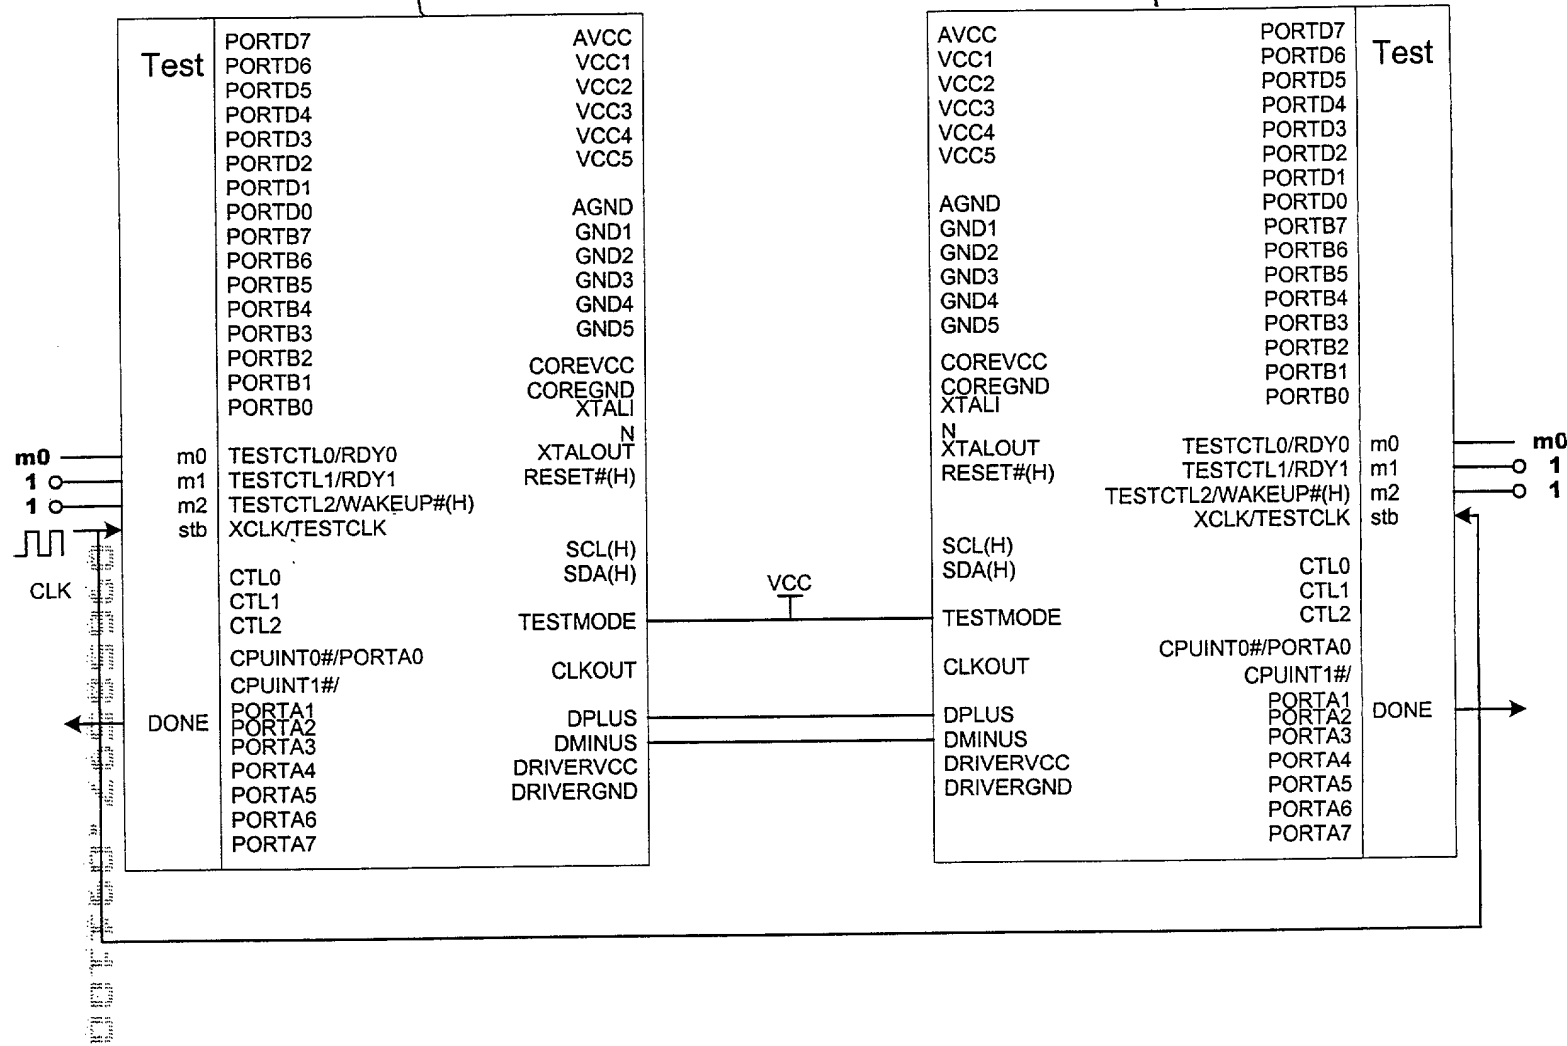 Test
PORTD7
PORTD6
PORTD5
PORTD4
PORTD3
PORTD2
PORTD1
PORTD0
PORTB7
PORTB6
PORTB5
PORTB4
PORTB3
PORTB2
PORTB1
PORTB0
m0 m0 TESTCTL0/RDY0
1 m1 TESTCTL1/RDY1
1 m2 TESTCTL2/WAKEUP#(H)
stb XCLK/TESTCLK
CLK
CTL0
CTL1
CTL2
CPUINT0#/PORTA0
CPUINT1#/
PORTA1
DONE PORTA2
PORTA3
PORTA4
PORTA5
PORTA6
PORTA7
AVCC
VCC1
VCC2
VCC3
VCC4
VCC5
AGND
GND1
GND2
GND3
GND4
GND5
COREVCC
COREGND
XTALI
N
XTALOUT
RESET#(H)
SCL(H)
SDA(H)
TESTMODE
CLKOUT
DPLUS
DMINUS
DRIVERVCC
DRIVERGND
VCC
AVCC
VCC1
VCC2
VCC3
VCC4
VCC5
AGND
GND1
GND2
GND3
GND4
GND5
COREVCC
COREGND
XTALI
N
XTALOUT
RESET#(H)
SCL(H)
SDA(H)
TESTMODE
CLKOUT
DPLUS
DMINUS
DRIVERVCC
DRIVERGND
Test
PORTD7
PORTD6
PORTD5
PORTD4
PORTD3
PORTD2
PORTD1
PORTD0
PORTB7
PORTB6
PORTB5
PORTB4
PORTB3
PORTB2
PORTB1
PORTB0
TESTCTL0/RDY0 m0 m0
TESTCTL1/RDY1 m1 1
TESTCTL2/WAKEUP#(H) m2 1
XCLK/TESTCLK stb
CTL0
CTL1
CTL2
CPUINT0#/PORTA0
CPUINT1#/
PORTA1
PORTA2 DONE
PORTA3
PORTA4
PORTA5
PORTA6
PORTA7